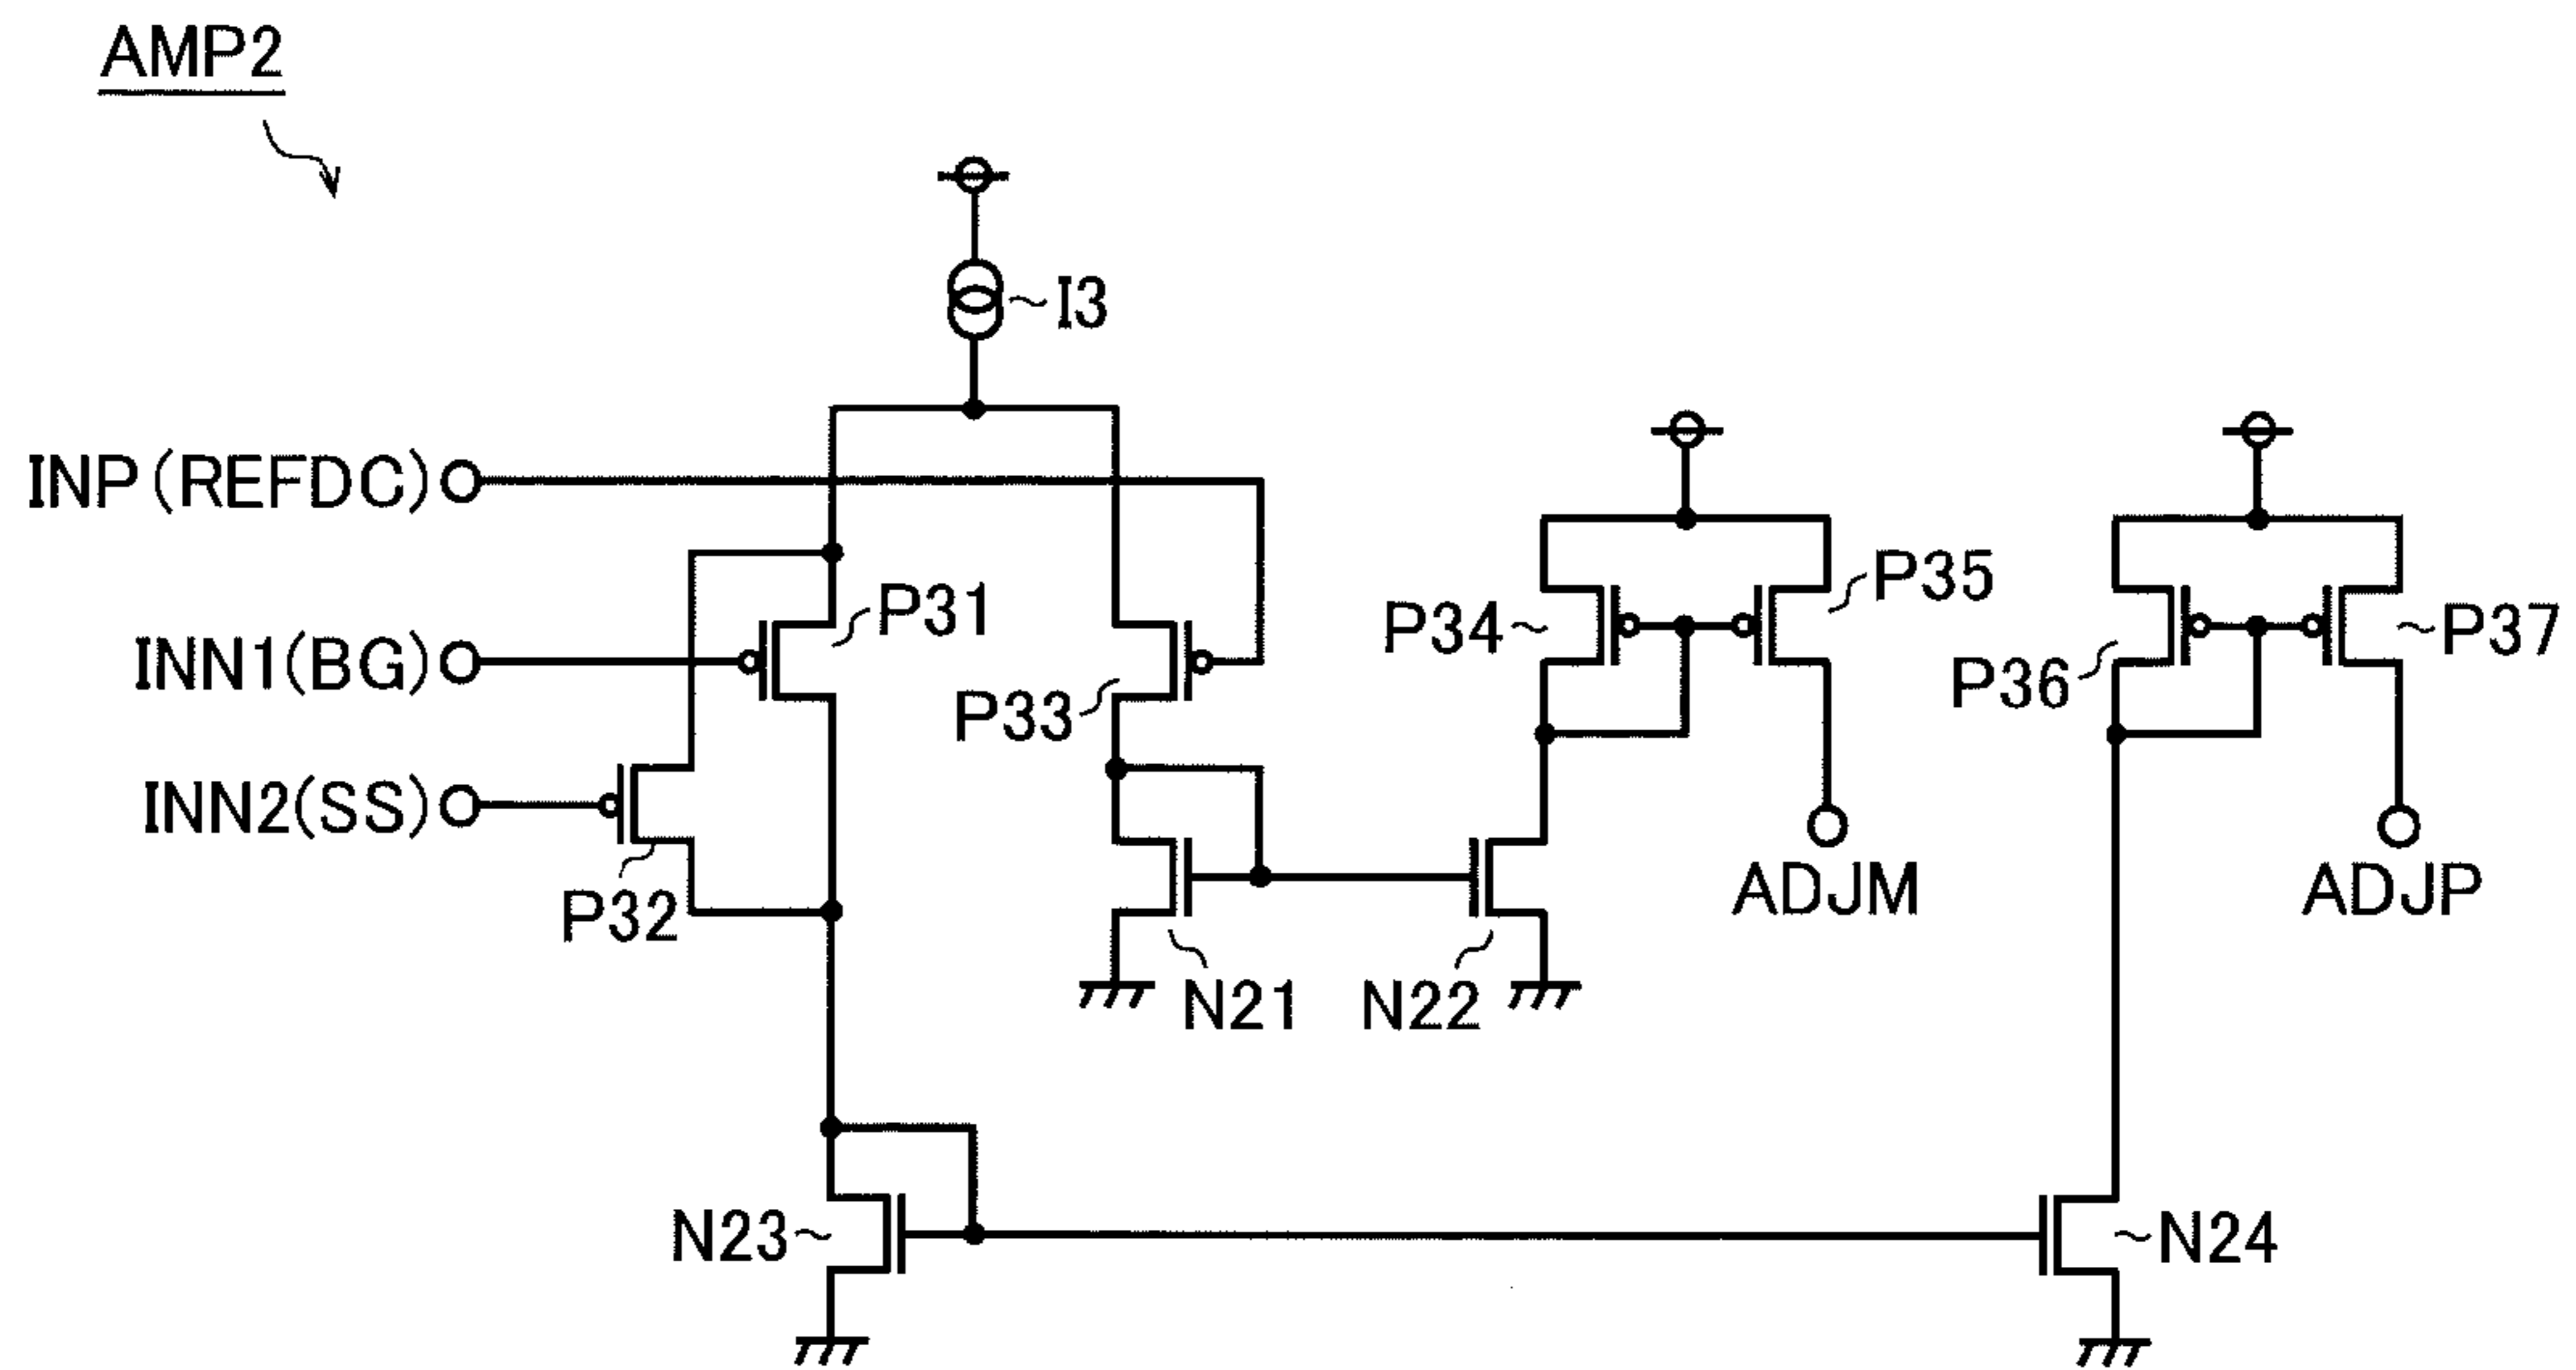 AMP2
I3
INP(REFDC)
INN1(BG)
INN2(SS)
P31
P32
P33
P34
P35
P36
P37
N21
N22
ADJM
ADJP
N23
N24